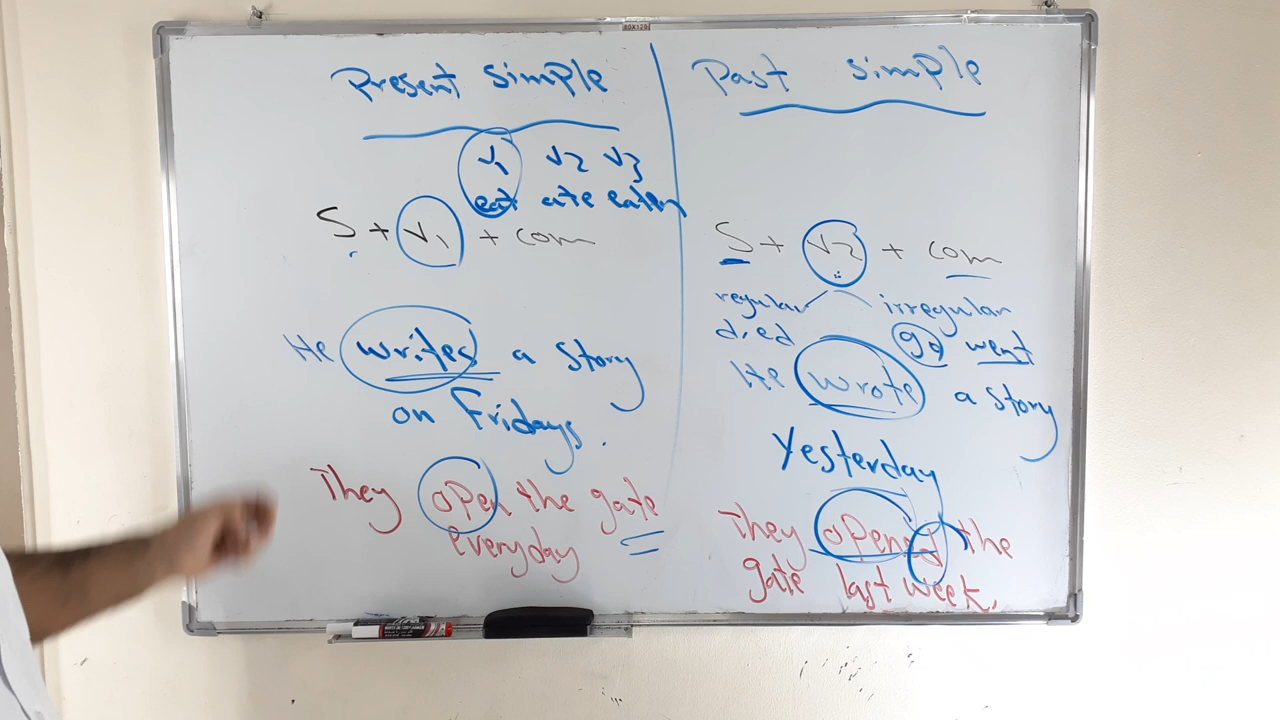 Present simple
V1 V2 V3
eat ate eaten
S + V1 + com
He writes a story
on Fridays.
They open the gate
everyday
Past simple
S + V2 + com
regular irregular
died go went
He wrote a story
Yesterday
They opened the
gate last week.